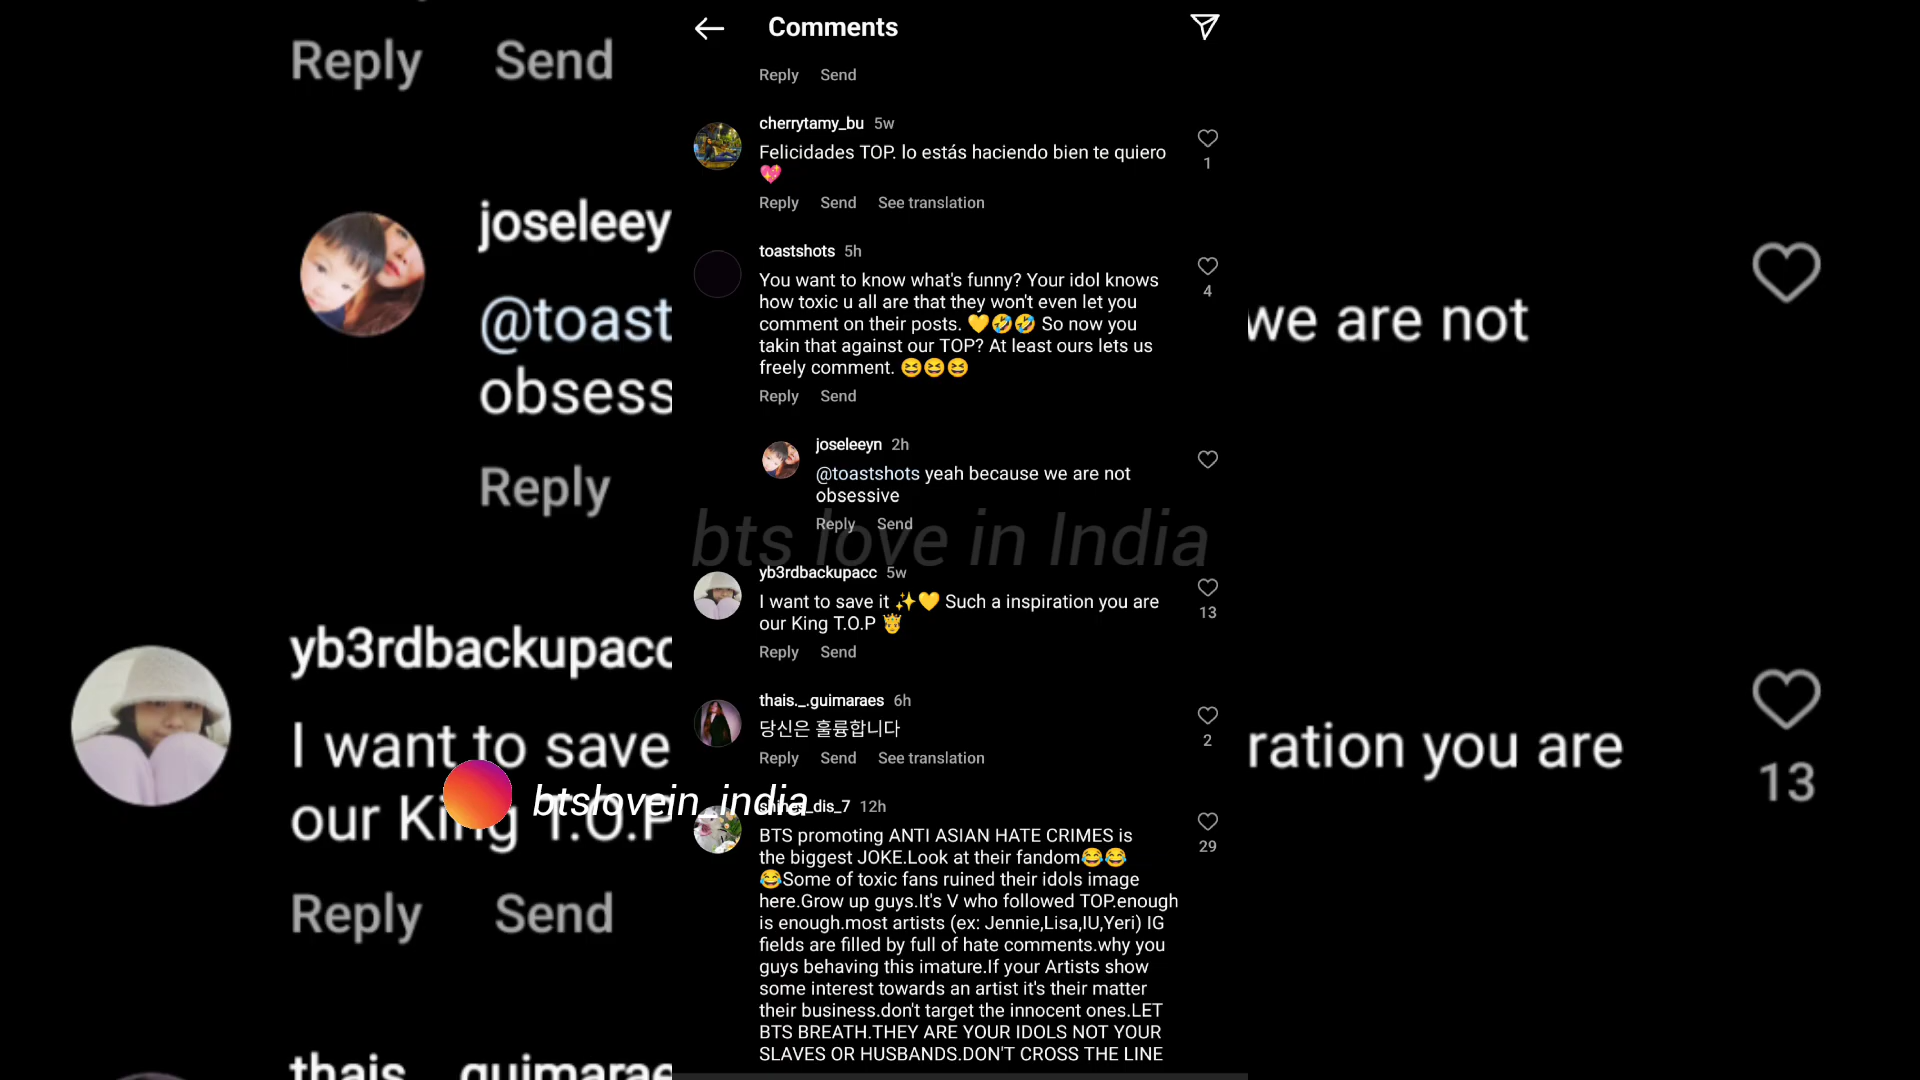 Comments
Reply Send
cherrytamy_bu 5w
Felicidades TOP. lo estás haciendo bien te quiero
💖
1
Reply Send See translation
toastshots 5h
You want to know what's funny? Your idol knows
how toxic u all are that they won't even let you
comment on their posts. 💛🤣🤣 So now you
takin that against our TOP? At least ours lets us
freely comment. 😆😆😆
4
Reply Send
joseleeyn 2h
@toastshots yeah because we are not
obsessive
Reply Send
bts love in India
yb3rdbackupacc 5w
I want to save it ✨💛 Such a inspiration you are
our King T.O.P 🤴
13
Reply Send
thais._.guimaraes 6h
당신은 훌륭합니다
2
Reply Send See translation
btslovein_india
shines_dis_7 12h
BTS promoting ANTI ASIAN HATE CRIMES is
the biggest JOKE.Look at their fandom😂😂
😂Some of toxic fans ruined their idols image
here.Grow up guys.It's V who followed TOP.enough
is enough.most artists (ex: Jennie,Lisa,IU,Yeri) IG
fields are filled by full of hate comments.why you
guys behaving this imature.If your Artists show
some interest towards an artist it's their matter
their business.don't target the innocent ones.LET
BTS BREATH.THEY ARE YOUR IDOLS NOT YOUR
SLAVES OR HUSBANDS.DON'T CROSS THE LINE
29
Reply Send
joseleey
@toast we are not
obsess
Reply
yb3rdbackupacc
I want to save ration you are
our King T.O.P
13
Reply Send
thais guimarae